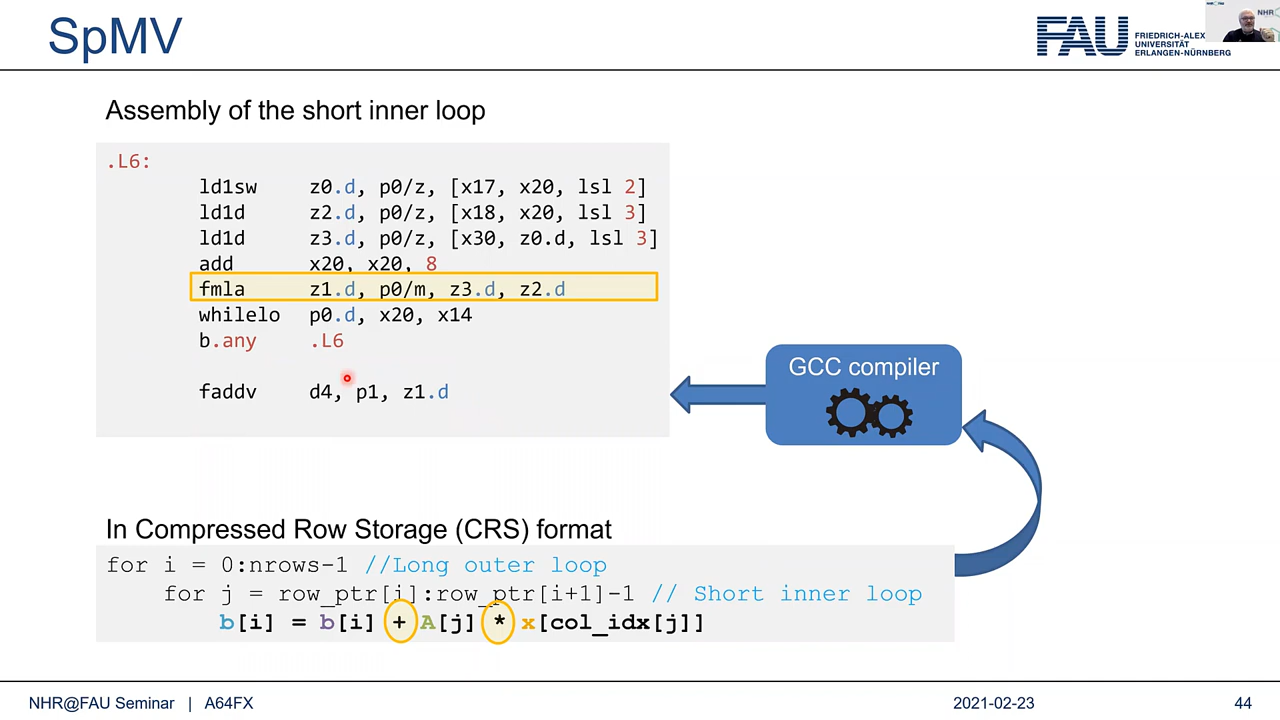 SpMV
FAU
FRIEDRICH-ALEX
UNIVERSITÄT
ERLANGEN-NÜRNBERG
NHR
Assembly of the short inner loop
.L6:
ld1sw z0.d, p0/z, [x17, x20, lsl 2]
ld1d z2.d, p0/z, [x18, x20, lsl 3]
ld1d z3.d, p0/z, [x30, z0.d, lsl 3]
add x20, x20, 8
fmla z1.d, p0/m, z3.d, z2.d
whilelo p0.d, x20, x14
b.any .L6
faddv d4, p1, z1.d
GCC compiler
In Compressed Row Storage (CRS) format
for i = 0:nrows-1 //Long outer loop
for j = row_ptr[i]:row_ptr[i+1]-1 // Short inner loop
b[i] = b[i] + A[j] * x[col_idx[j]]
NHR@FAU Seminar | A64FX
2021-02-23
44